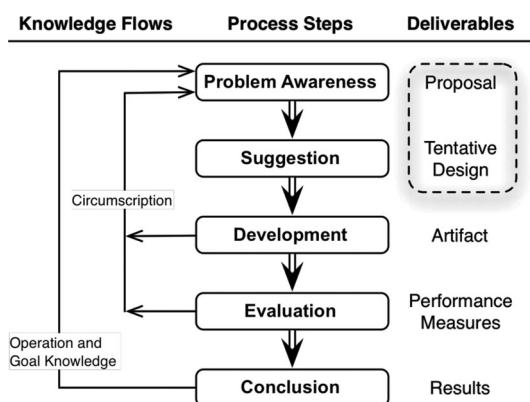 Knowledge Flows Process Steps Deliverables
Problem Awareness Proposal
Suggestion Tentative
Design
Circumscription
Development Artifact
Evaluation Performance
Measures
Operation and
Goal Knowledge
Conclusion Results